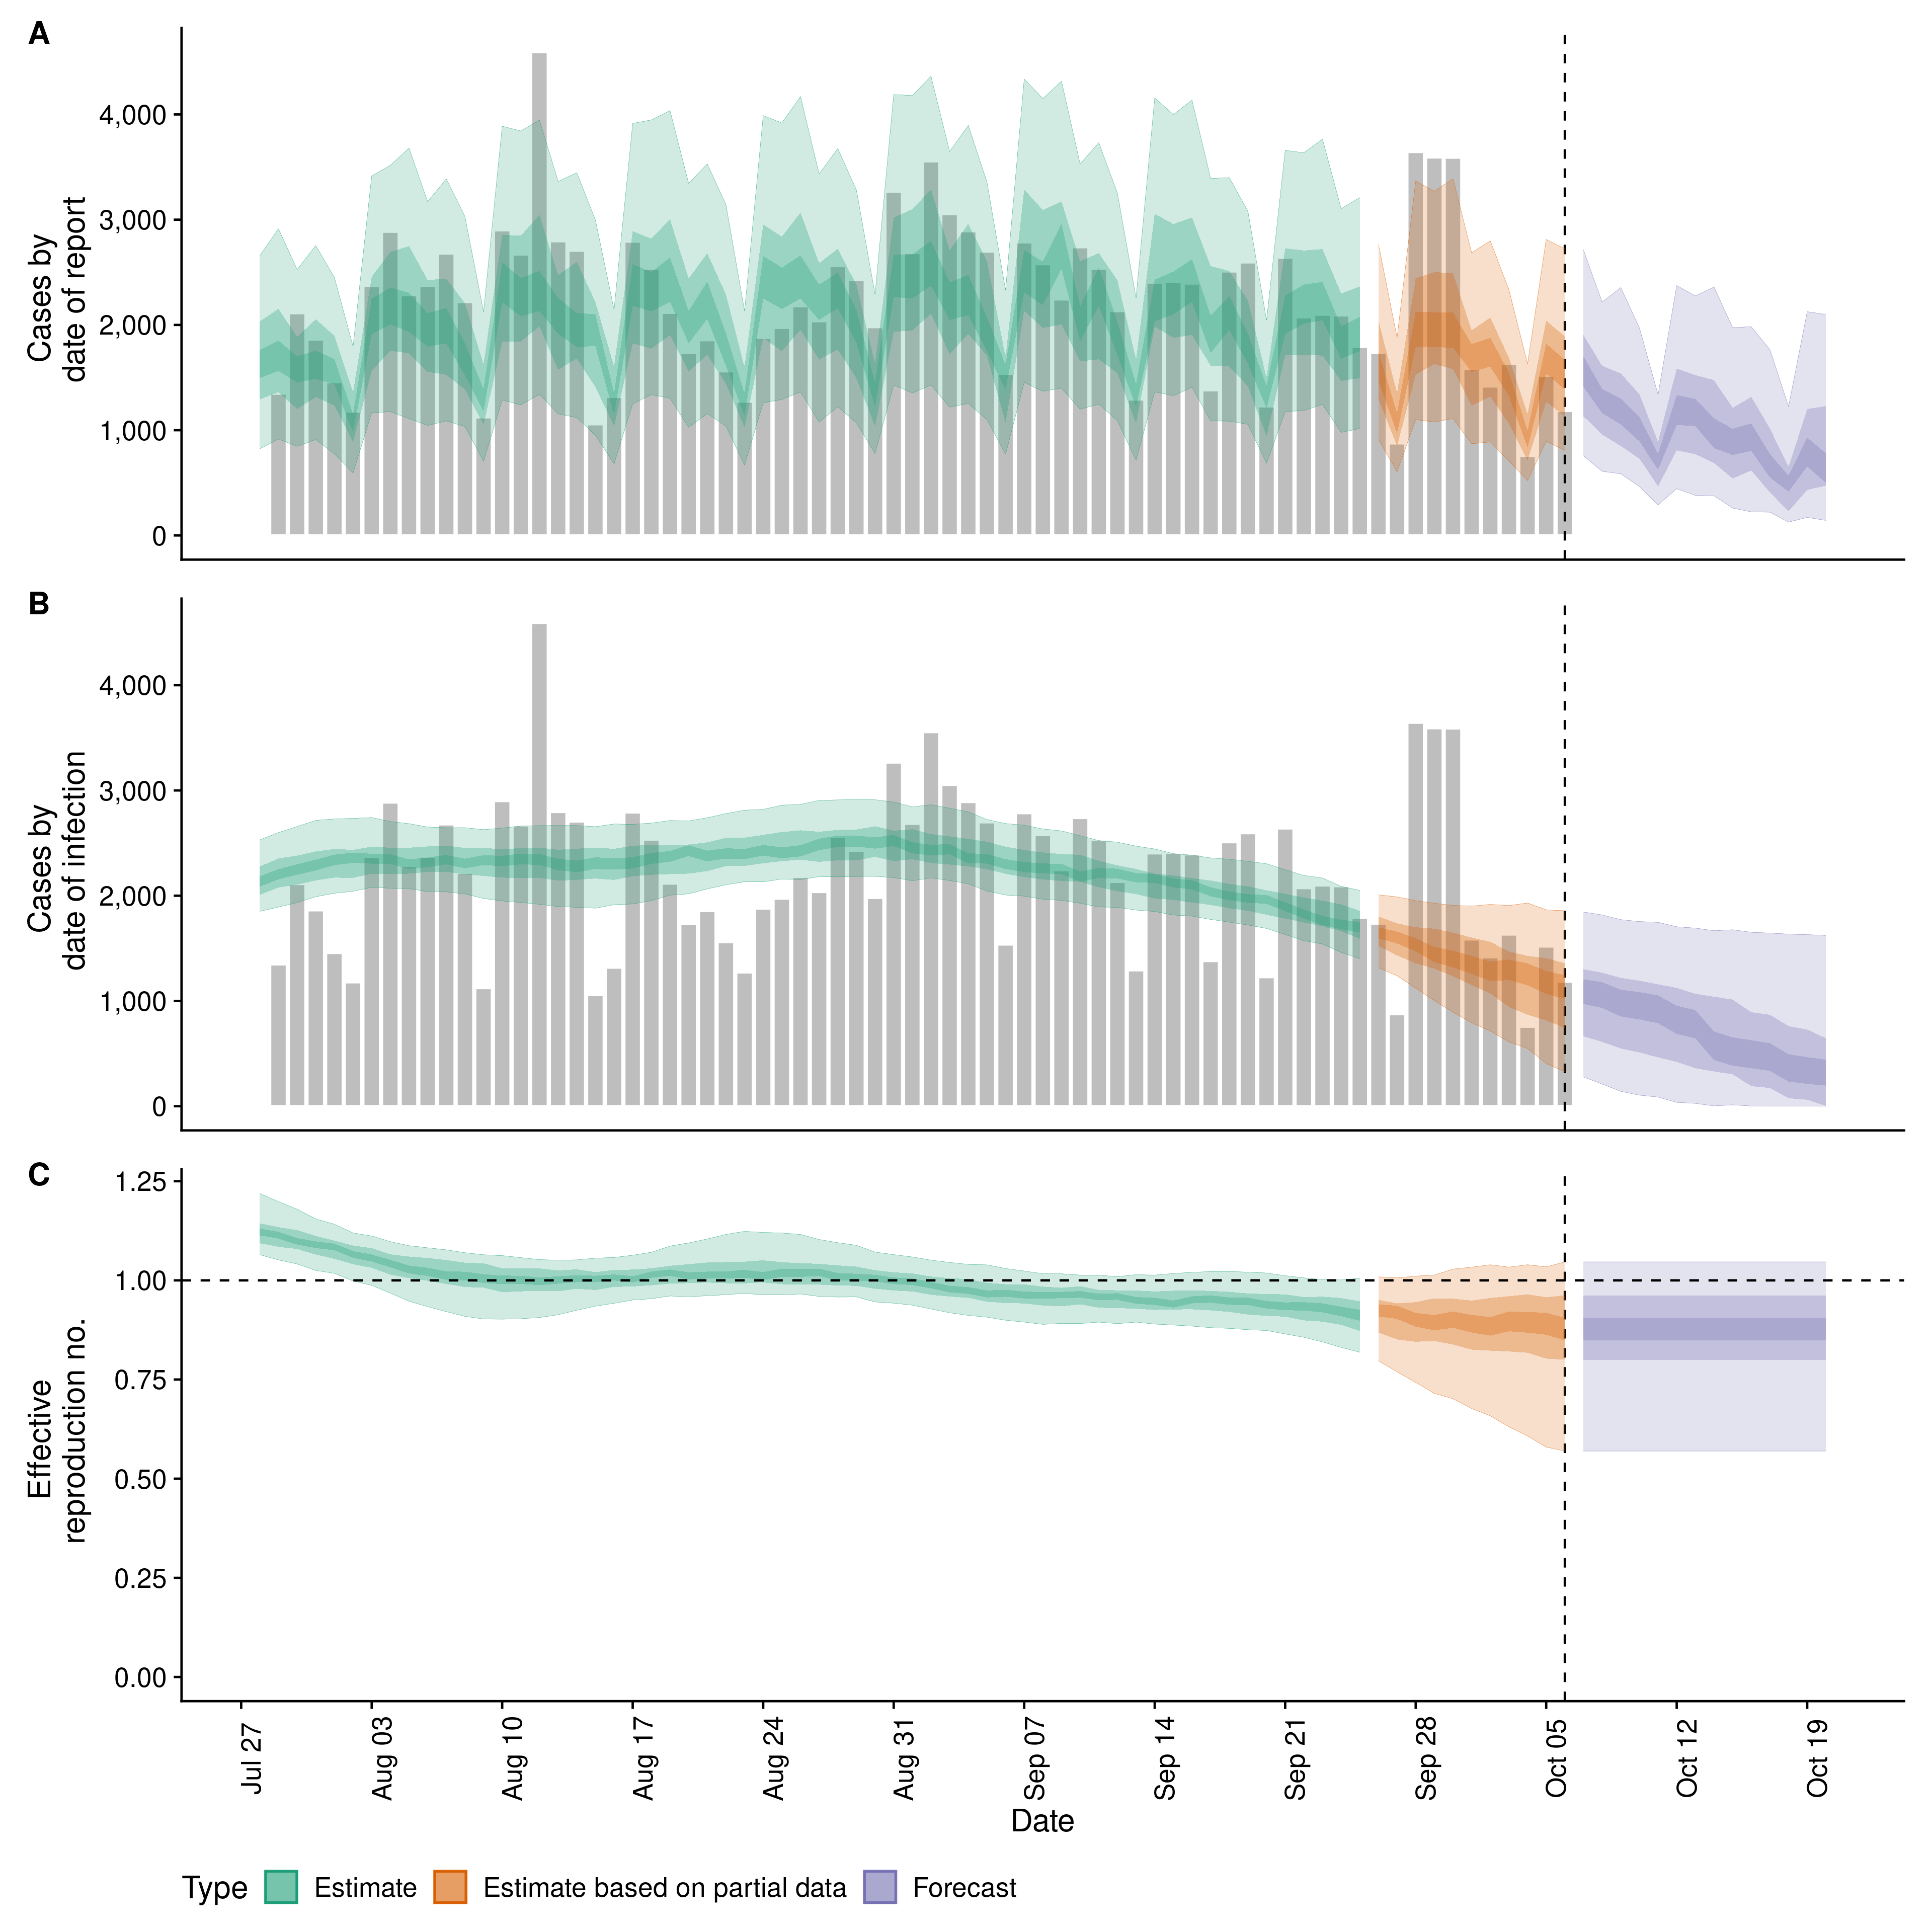 A
Cases by
date of report
4,000
3,000
2,000
1,000
0
B
Cases by
date of infection
4,000
3,000
2,000
1,000
0
C
Effective
reproduction no.
1.25
1.00
0.75
0.50
0.25
0.00
Jul 27
Aug 03
Aug 10
Aug 17
Aug 24
Aug 31
Sep 07
Sep 14
Sep 21
Sep 28
Oct 05
Oct 12
Oct 19
Date
Type Estimate Estimate based on partial data Forecast